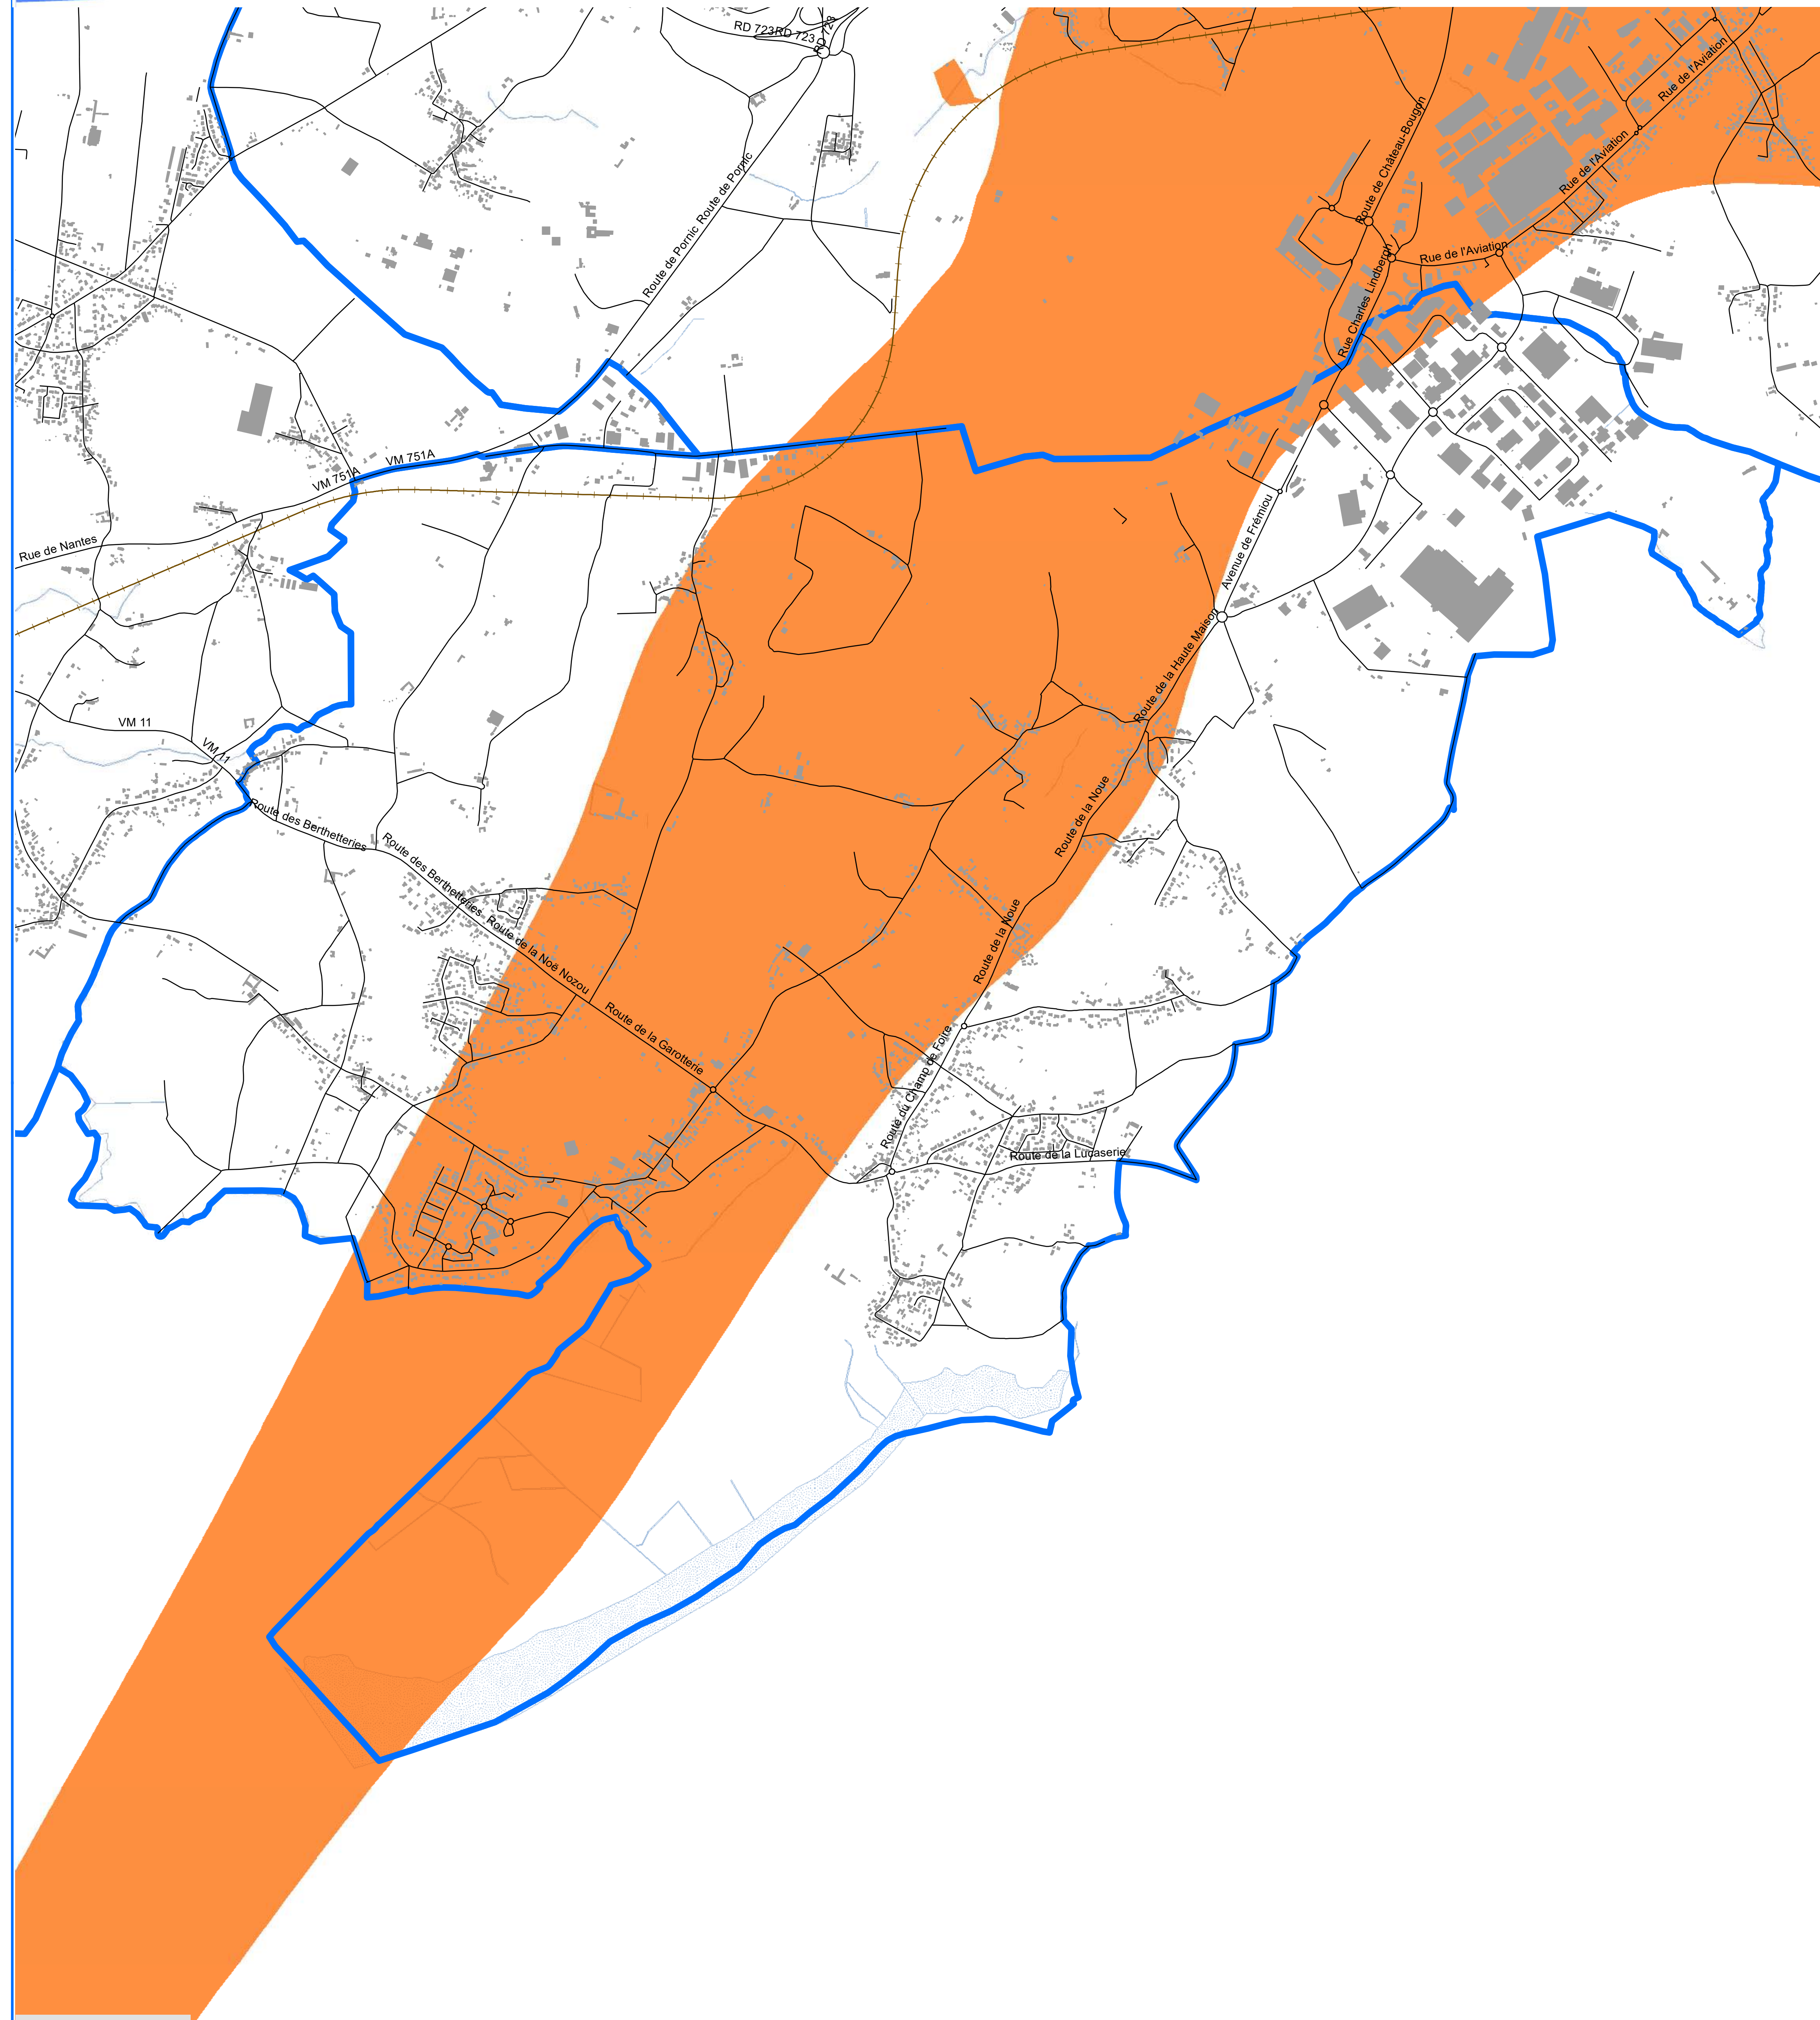 RD 723
RD 723
RD 723
Rue de l'Aviation
Rue de l'Aviation
Route de Château-Bougon
Route de Pornic
Route de Pornic
Rue de l'Aviation
Rue Charles Lindbergh
VM 751A
VM 751A
Rue de Nantes
Avenue de Frémiou
Route de la Haute Maison
VM 11
VM 11
Route des Berthetteries
Route des Berthetteries
Route de la Noue
Route de la Noue
Route de la Noë Nozou
Route de la Garotterie
Route du Champ de Foire
Route de la Lucaserie